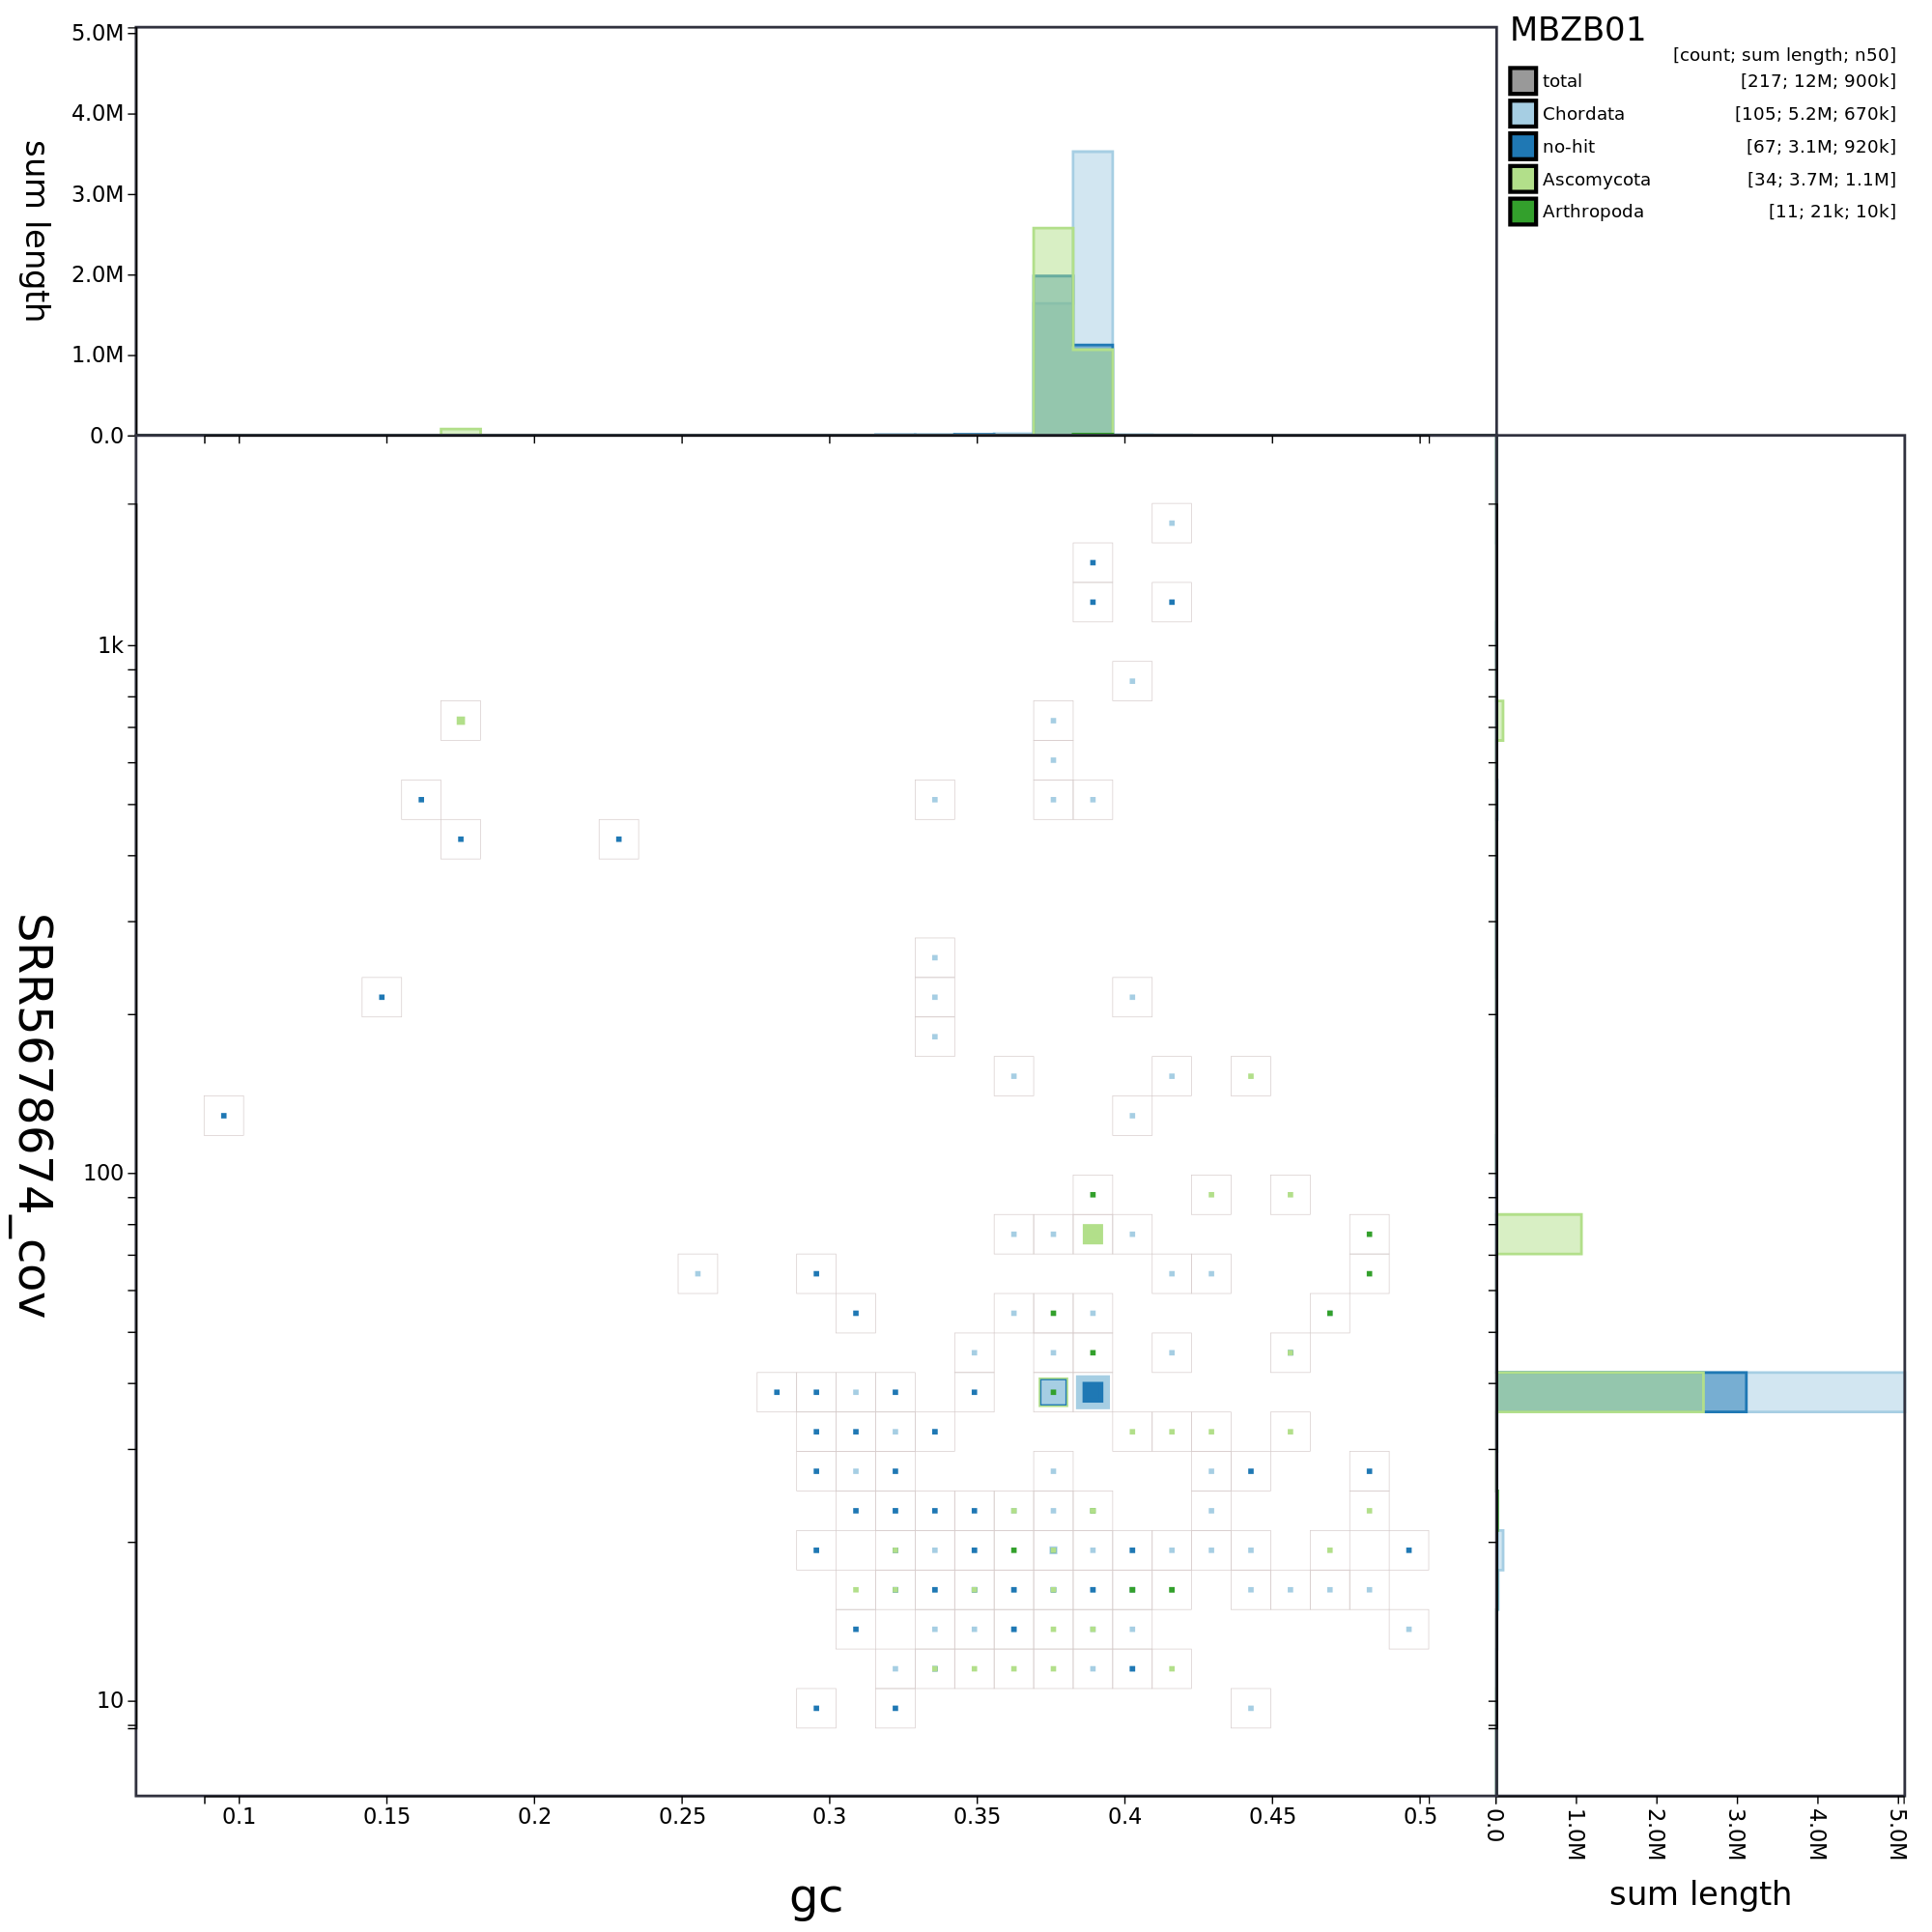 MBZB01
[count; sum length; n50]
total [217; 12M; 900k]
Chordata [105; 5.2M; 670k]
no-hit [67; 3.1M; 920k]
Ascomycota [34; 3.7M; 1.1M]
Arthropoda [11; 21k; 10k]
sum length
5.0M
4.0M
3.0M
2.0M
1.0M
0.0
SRR5678674_cov
1k
100
10
0.1 0.15 0.2 0.25 0.3 0.35 0.4 0.45 0.5
gc
0.0 1.0M 2.0M 3.0M 4.0M 5.0M
sum length